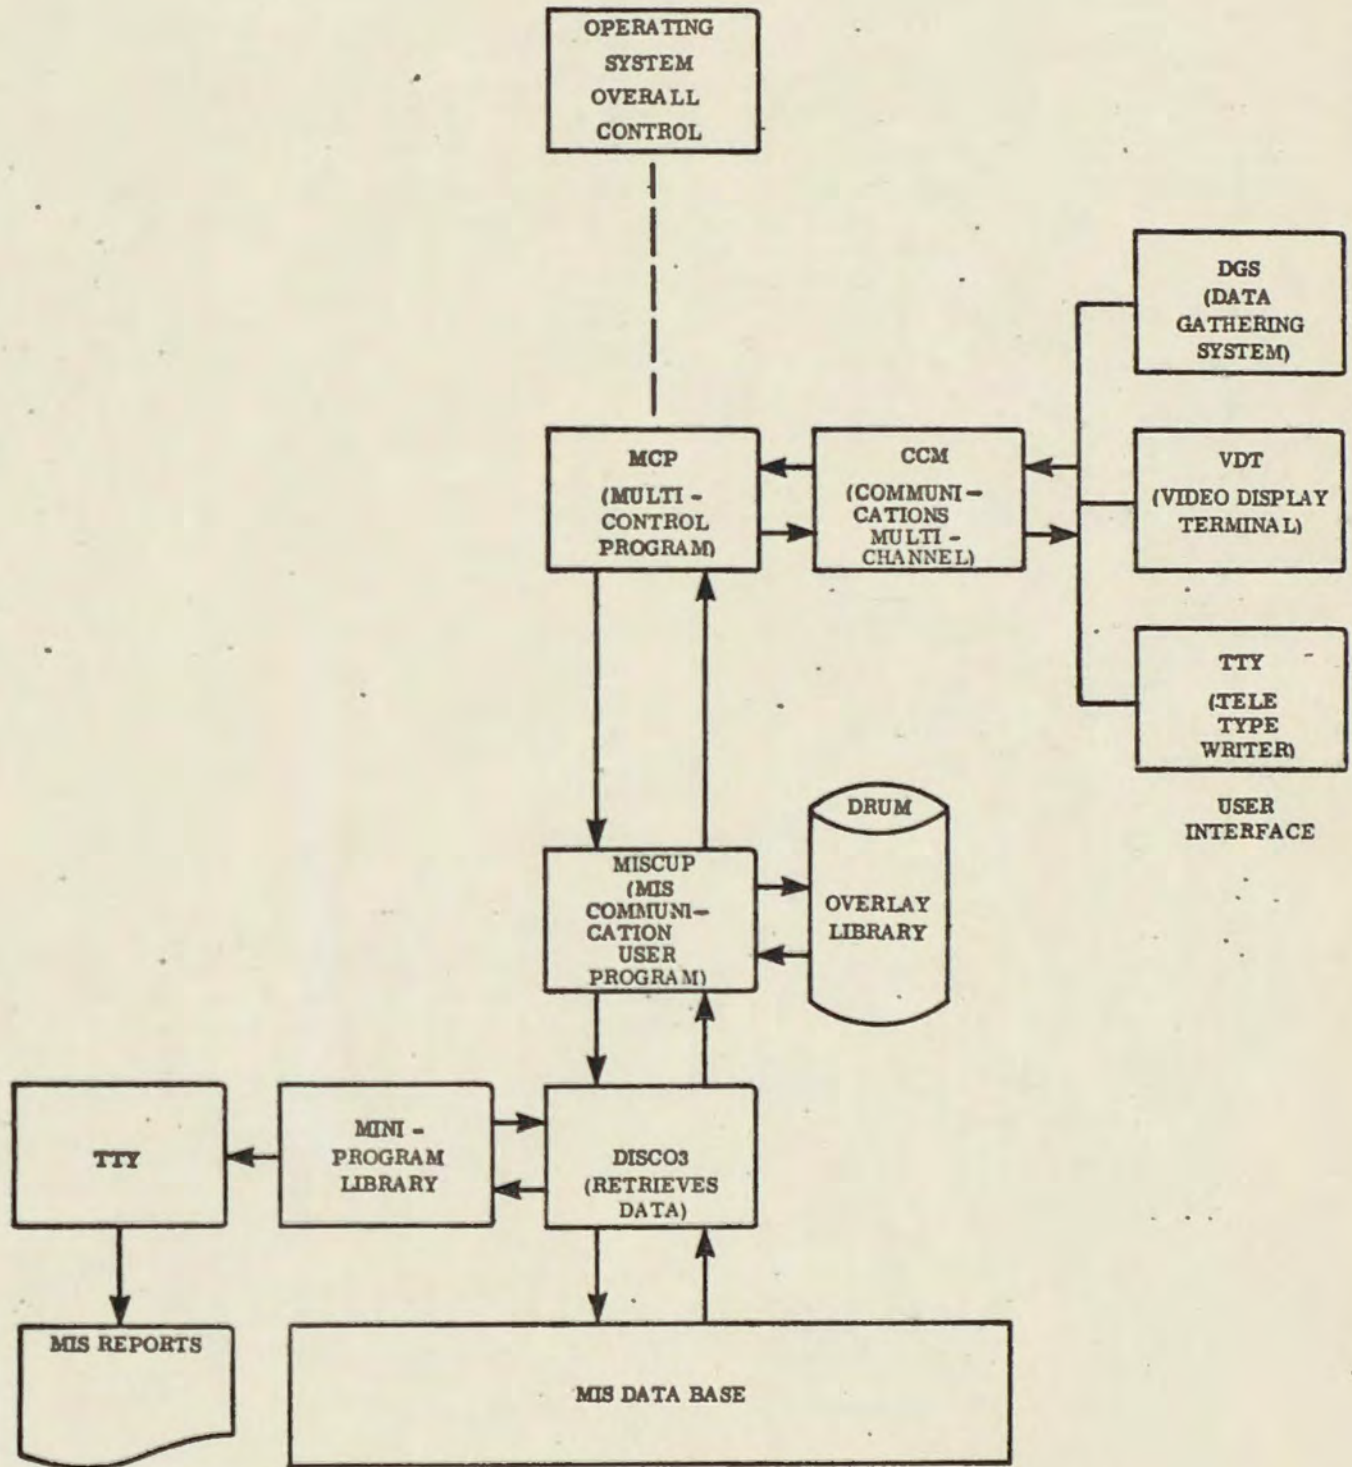 OPERATING
SYSTEM
OVERALL
CONTROL
DGS
(DATA
GATHERING
SYSTEM)
MCP
(MULTI-
CONTROL
PROGRAM)
CCM
(COMMUNI-
CATIONS
MULTI-
CHANNEL)
VDT
(VIDEO DISPLAY
TERMINAL)
TTY
(TELE
TYPE
WRITER)
USER
INTERFACE
MISCUP
(MIS
COMMUNI-
CATION
USER
PROGRAM)
DRUM
OVERLAY
LIBRARY
TTY
MINI-
PROGRAM
LIBRARY
DISCO3
(RETRIEVES
DATA)
MIS REPORTS
MIS DATA BASE